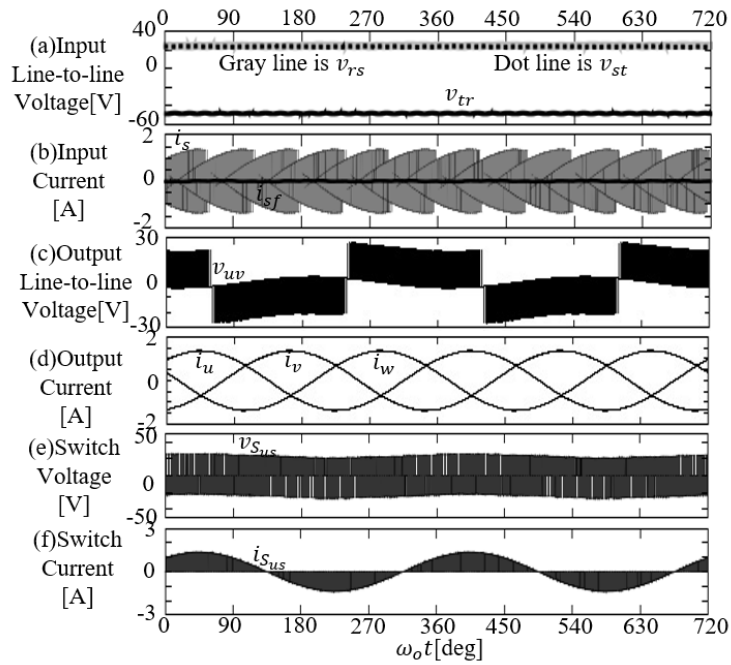 (a)Input
Line-to-line
Voltage[V]
40
0
-60
Gray line is v_rs
Dot line is v_st
v_tr
(b)Input
Current
[A]
2
0
-2
i_s
i_sf
(c)Output
Line-to-line
Voltage[V]
30
0
-30
v_uv
(d)Output
Current
[A]
2
0
-2
i_u
i_v
i_w
(e)Switch
Voltage
[V]
50
0
-50
v_S_us
(f)Switch
Current
[A]
3
0
-3
i_S_us
0 90 180 270 360 450 540 630 720
0 90 180 270 360 450 540 630 720
ω_o t[deg]